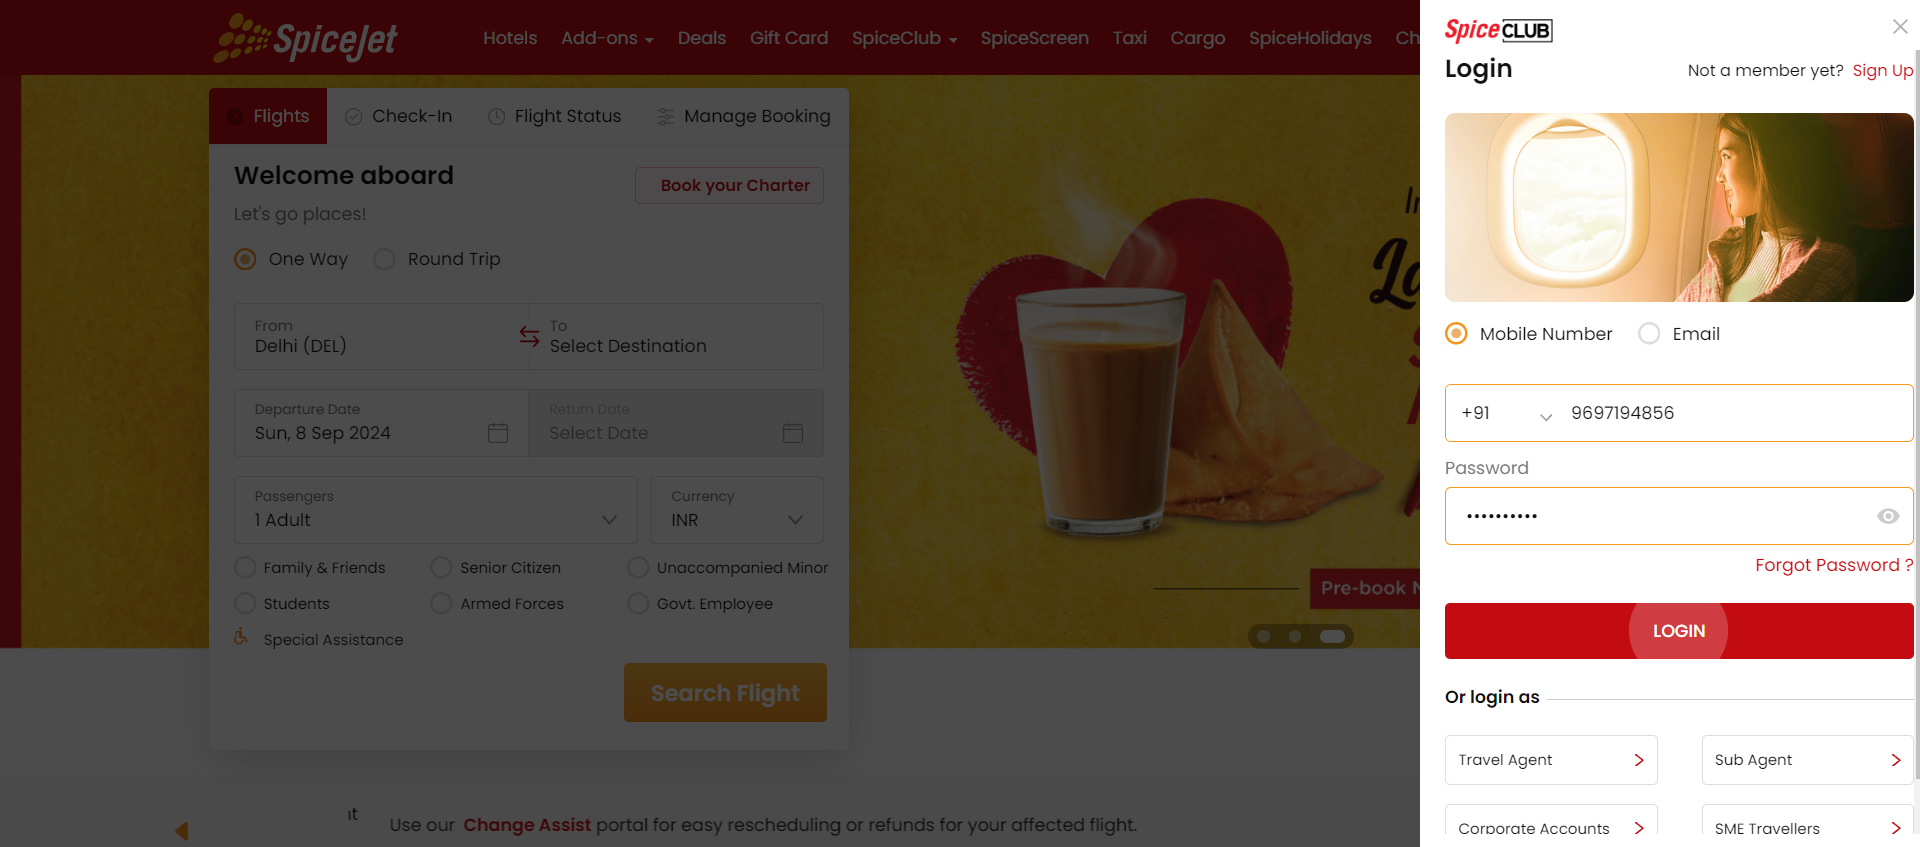 SpiceJet
Hotels Add-ons Deals Gift Card SpiceClub SpiceScreen Taxi Cargo SpiceHolidays Ch
Flights Check-In Flight Status Manage Booking
Welcome aboard
Book your Charter
Let's go places!
One Way Round Trip
From
Delhi (DEL)
To
Select Destination
Departure Date
Sun, 8 Sep 2024
Return Date
Select Date
Passengers
1 Adult
Currency
INR
Family & Friends Senior Citizen Unaccompanied Minor
Students Armed Forces Govt. Employee
Special Assistance
Search Flight
Pre-book
nt
Use our Change Assist portal for easy rescheduling or refunds for your affected flight.
SpiceCLUB
Login
Not a member yet? Sign Up
Mobile Number Email
+91 9697194856
Password
••••••••••
Forgot Password ?
LOGIN
Or login as
Travel Agent
Sub Agent
Corporate Accounts
SME Travellers